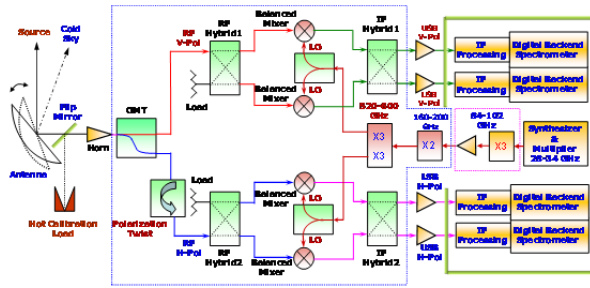 Source
Cold
Sky
Flip
Mirror
Antenna
Horn
Hot Calibration
Load
OMT
Polarization
Twist
RF
V-Pol
RF
H-Pol
RF
Hybrid1
Load
Balanced
Mixer
Balanced
Mixer
LO
LO
IF
Hybrid1
USB
V-Pol
LSB
V-Pol
IF
Processing
Digital Backend
Spectrometer
IF
Processing
Digital Backend
Spectrometer
520-600
GHz
X3
X3
160-200
GHz
X2
84-102
GHz
X3
Synthesizer
&
Multiplier
28-34 GHz
Load
RF
Hybrid2
Balanced
Mixer
Balanced
Mixer
LO
LO
IF
Hybrid2
LSB
H-Pol
USB
H-Pol
IF
Processing
Digital Backend
Spectrometer
IF
Processing
Digital Backend
Spectrometer